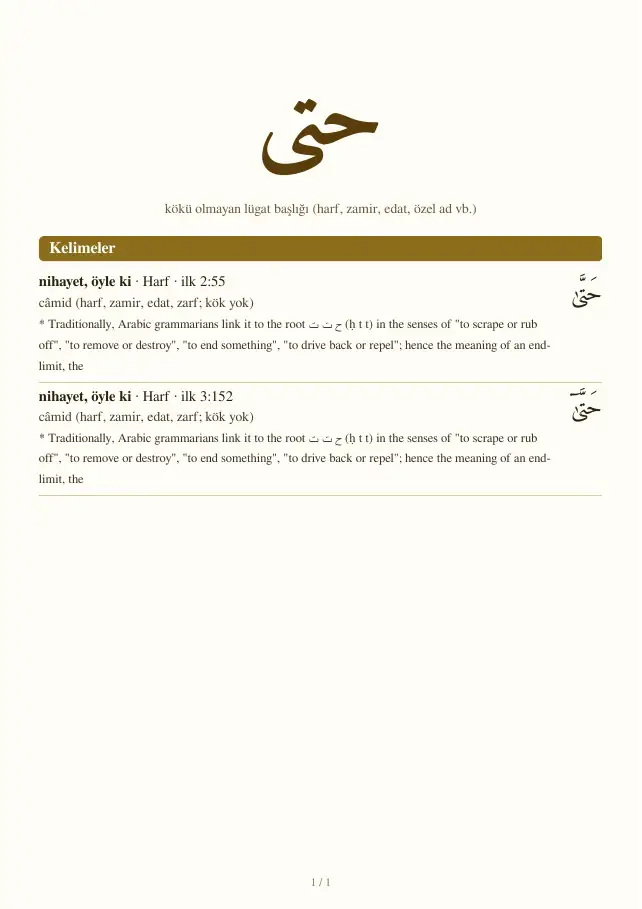 حتى
kökü olmayan lügat başlığı (harf, zamir, edat, özel ad vb.)
Kelimeler
nihayet, öyle ki · Harf · ilk 2:55 حَتَّىٰ
câmid (harf, zamir, edat, zarf; kök yok)
* Traditionally, Arabic grammarians link it to the root ح ت ت (ḥ t t) in the senses of "to scrape or rub
off", "to remove or destroy", "to end something", "to drive back or repel"; hence the meaning of an end-
limit, the
nihayet, öyle ki · Harf · ilk 3:152 حَتَّىٰٓ
câmid (harf, zamir, edat, zarf; kök yok)
* Traditionally, Arabic grammarians link it to the root ح ت ت (ḥ t t) in the senses of "to scrape or rub
off", "to remove or destroy", "to end something", "to drive back or repel"; hence the meaning of an end-
limit, the
1 / 1